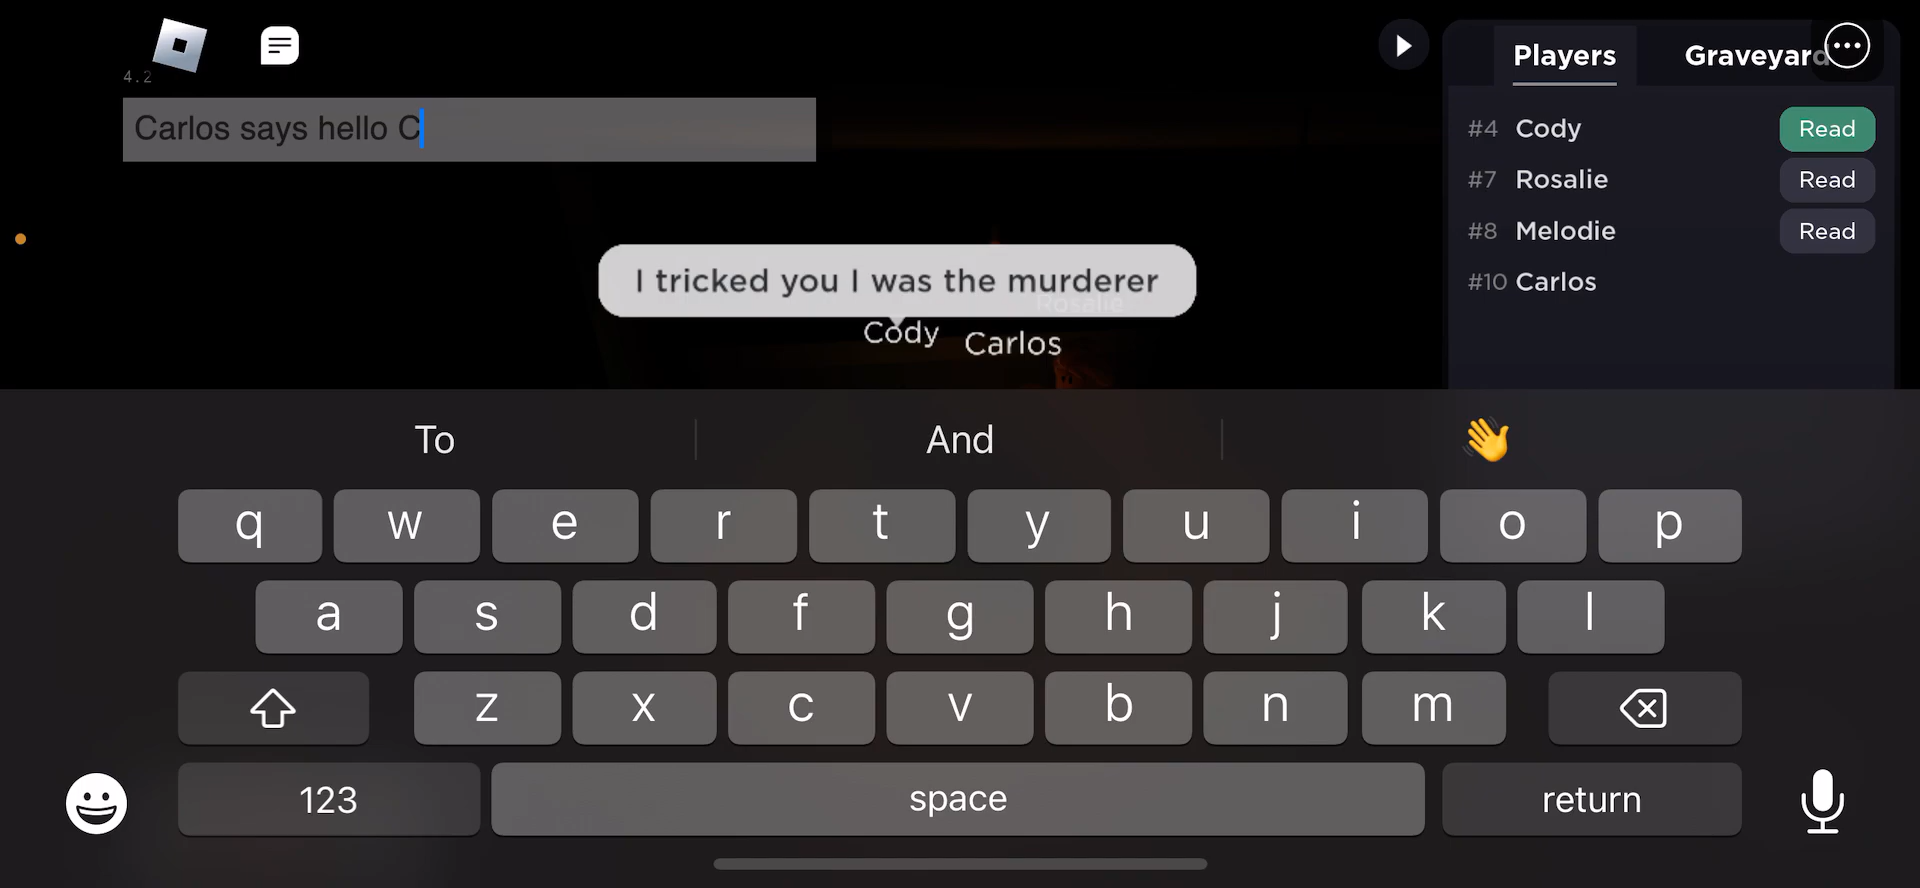 4.2
Carlos says hello C
Players Graveyard
#4 Cody Read
#7 Rosalie Read
#8 Melodie Read
#10 Carlos
I tricked you I was the murderer
Rosalie
Cody Carlos
To And
q w e r t y u i o p
a s d f g h j k l
z x c v b n m
123 space return